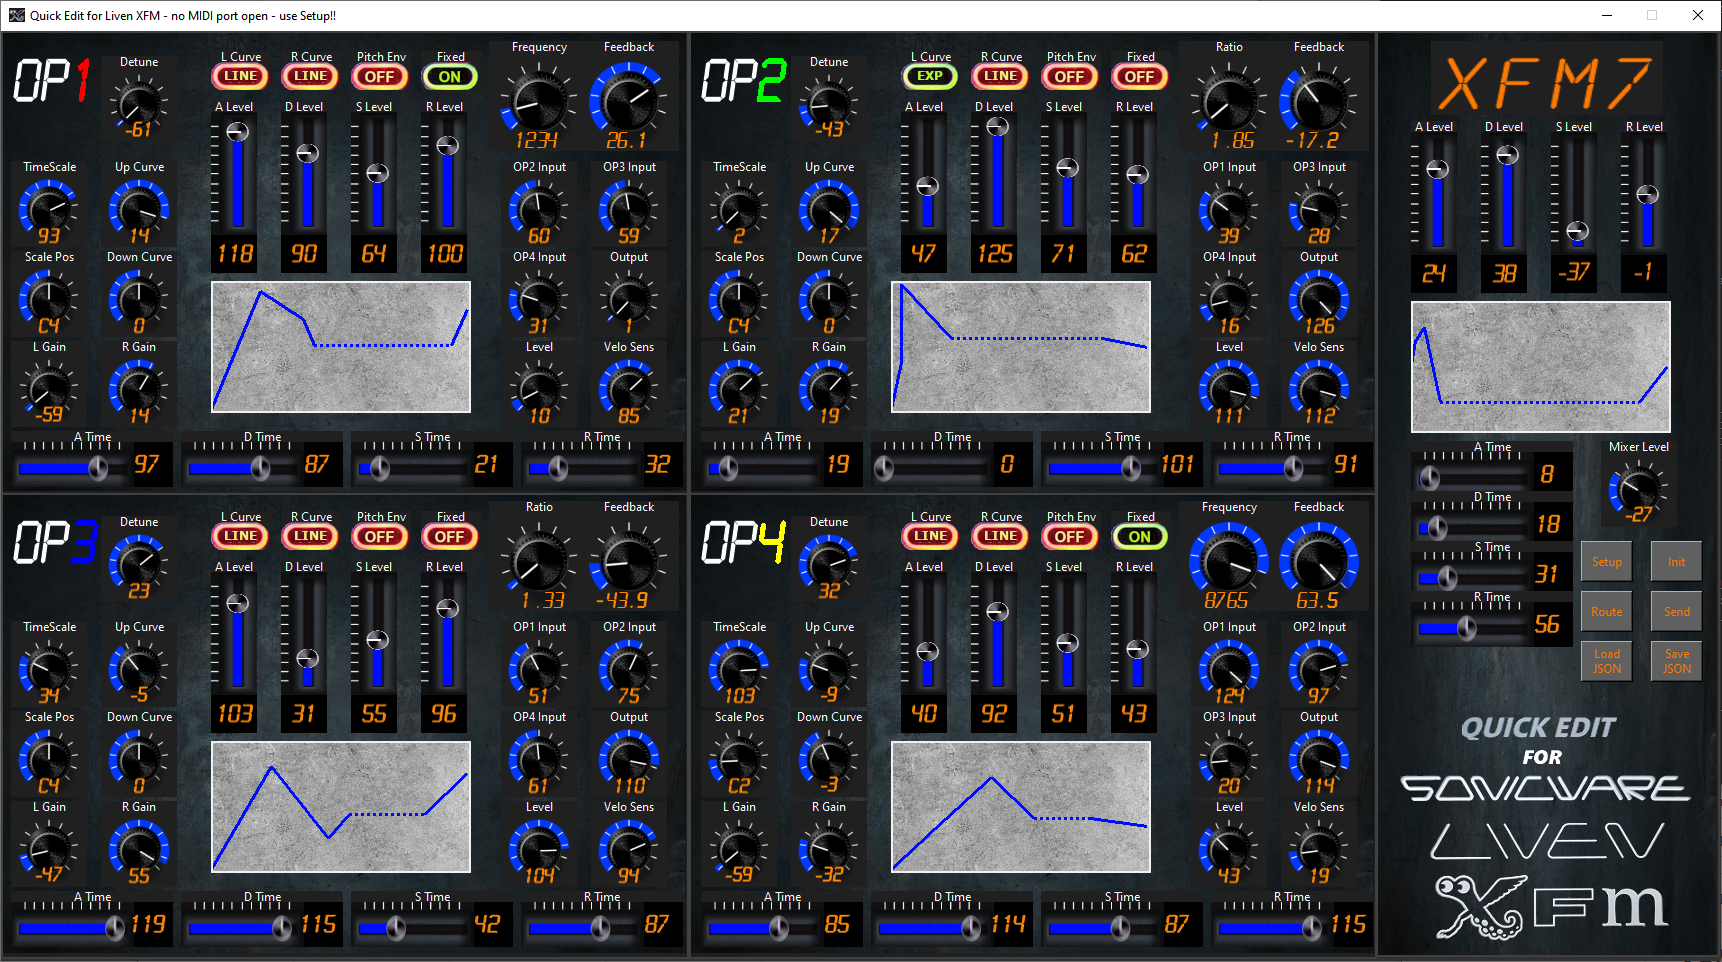 Quick Edit for Liven XFM - no MIDI port open - use Setup!!
OP1
Detune
-61
L Curve R Curve Pitch Env Fixed
LINE LINE OFF ON
A Level D Level S Level R Level
118 90 64 100
Frequency Feedback
1234 26.1
TimeScale Up Curve
93 14
OP2 Input OP3 Input
60 59
Scale Pos Down Curve
C4 0
OP4 Input Output
31 1
L Gain R Gain
-59 14
Level Velo Sens
10 85
A Time D Time S Time R Time
97 87 21 32
OP2
Detune
-43
L Curve R Curve Pitch Env Fixed
EXP LINE OFF OFF
A Level D Level S Level R Level
47 125 71 62
Ratio Feedback
1.85 -17.2
TimeScale Up Curve
2 17
OP1 Input OP3 Input
39 28
Scale Pos Down Curve
C4 0
OP4 Input Output
16 126
L Gain R Gain
21 19
Level Velo Sens
111 112
A Time D Time S Time R Time
19 0 101 91
OP3
Detune
23
L Curve R Curve Pitch Env Fixed
LINE LINE OFF OFF
A Level D Level S Level R Level
103 31 55 96
Ratio Feedback
1.33 -43.9
TimeScale Up Curve
34 -5
OP1 Input OP2 Input
51 75
Scale Pos Down Curve
C4 0
OP4 Input Output
61 110
L Gain R Gain
-47 55
Level Velo Sens
104 94
A Time D Time S Time R Time
119 115 42 87
OP4
Detune
32
L Curve R Curve Pitch Env Fixed
LINE LINE OFF ON
A Level D Level S Level R Level
40 92 51 43
Frequency Feedback
8765 63.5
TimeScale Up Curve
103 -9
OP1 Input OP2 Input
124 97
Scale Pos Down Curve
C2 -3
OP3 Input Output
20 114
L Gain R Gain
-59 -32
Level Velo Sens
43 19
A Time D Time S Time R Time
85 114 87 115
XFM7
A Level D Level S Level R Level
24 38 -37 -1
A Time
8
D Time
18
S Time
31
R Time
56
Mixer Level
-27
Setup Init
Route Send
Load JSON
Save JSON
QUICK EDIT
FOR
SONICWARE
LIVEN
XFm